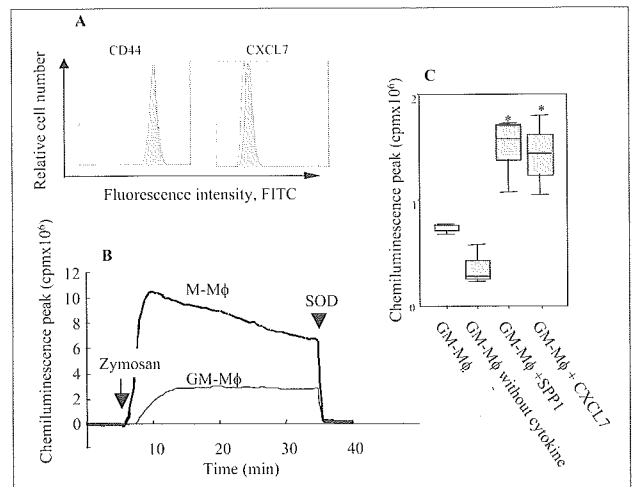 A
CD44
CXCL7
Relative cell number
Fluorescence intensity, FITC
B
Chemiluminescence peak (cpmx10⁶)
12
10
8
6
4
2
0
M-Mϕ
SOD
Zymosan
GM-Mϕ
10
20
30
40
50
Time (min)
C
Chemiluminescence peak (cpmx10⁶)
2
1
0
*
*
GM-Mϕ
GM-Mϕ without cytokine
GM-Mϕ +SPP1
GM-Mϕ + CXCL7